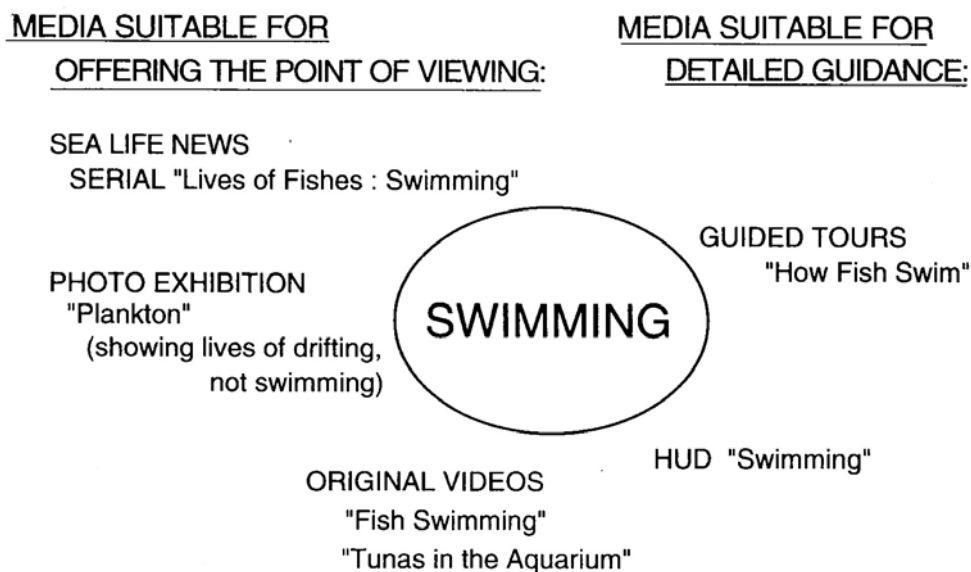 MEDIA SUITABLE FOR
OFFERING THE POINT OF VIEWING:
MEDIA SUITABLE FOR
DETAILED GUIDANCE:
SEA LIFE NEWS
SERIAL "Lives of Fishes : Swimming"
GUIDED TOURS
"How Fish Swim"
PHOTO EXHIBITION
"Plankton"
(showing lives of drifting,
not swimming)
SWIMMING
HUD "Swimming"
ORIGINAL VIDEOS
"Fish Swimming"
"Tunas in the Aquarium"